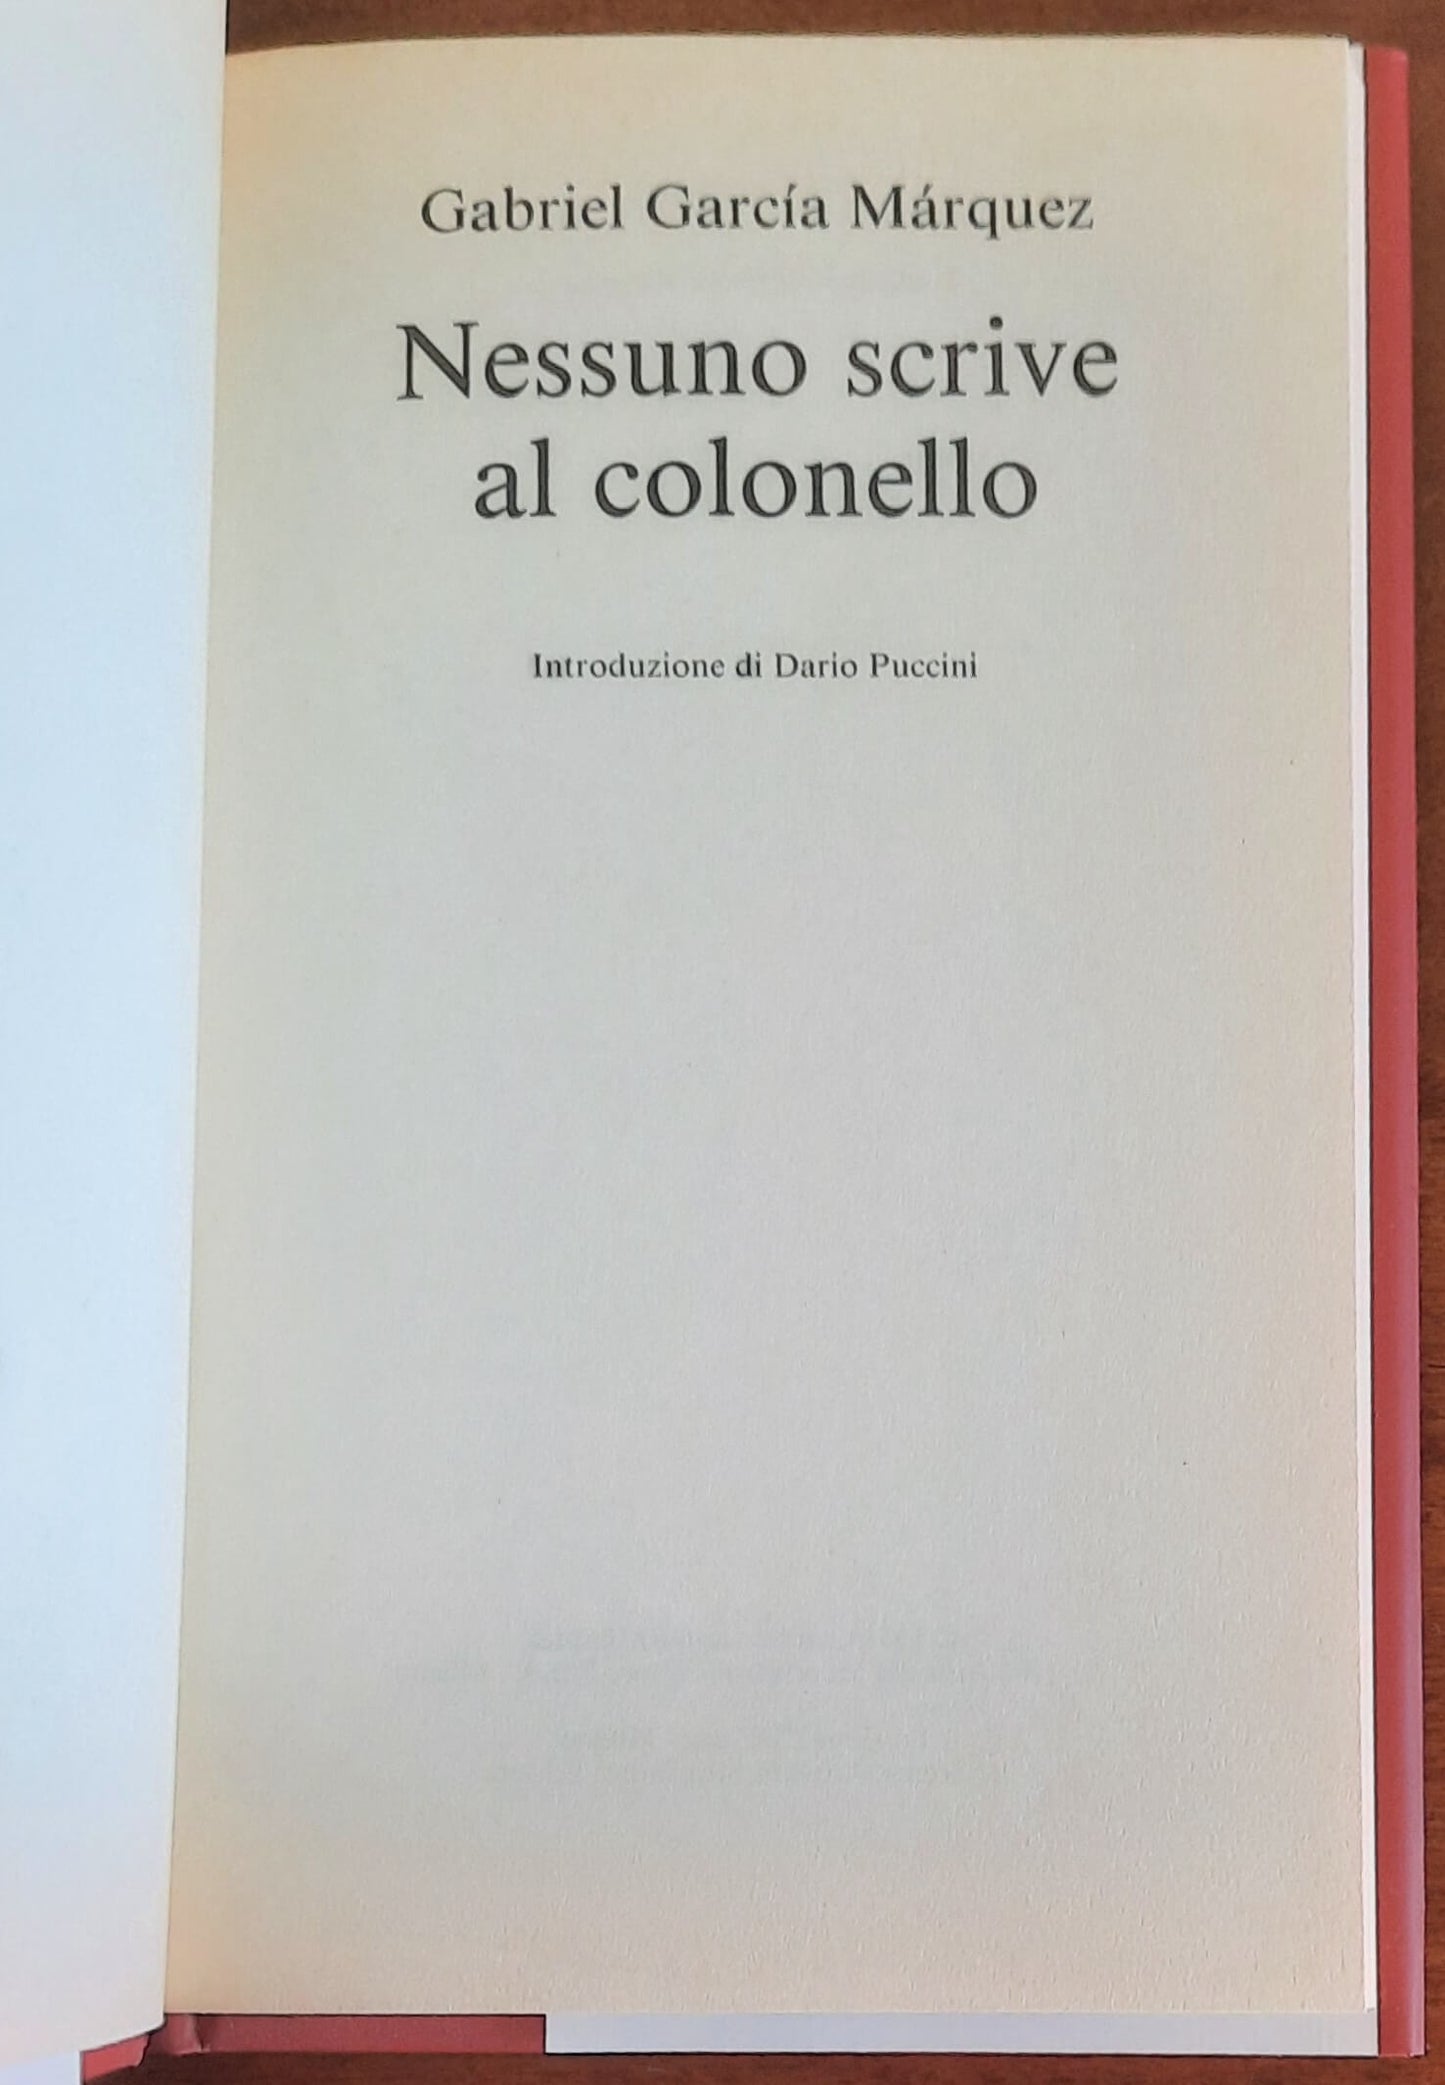 Gabriel García Márquez
Nessuno scrive
al colonello
Introduzione di Dario Puccini